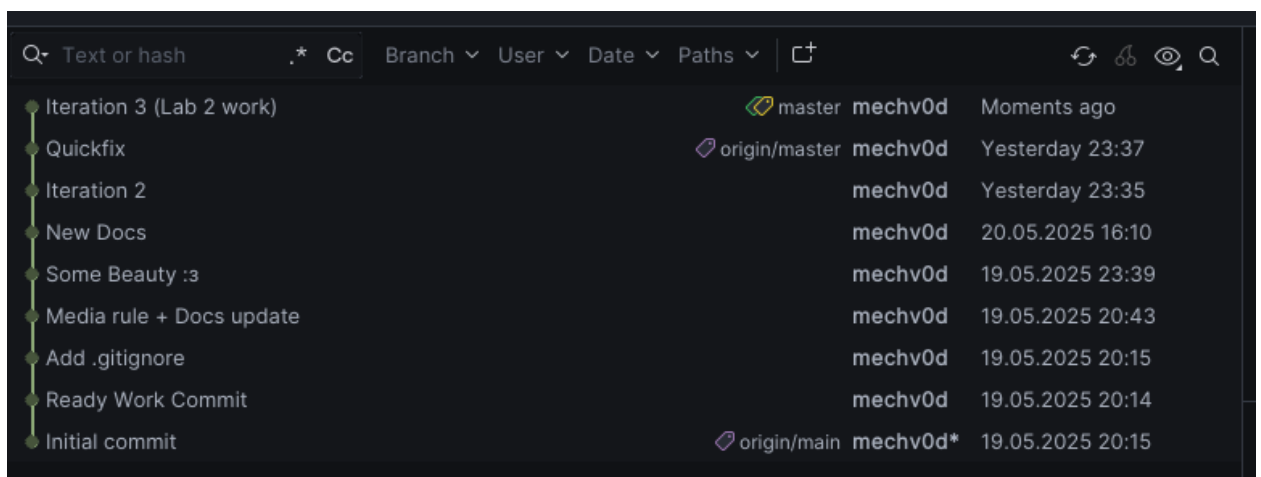 Text or hash .* Cc Branch User Date Paths
Iteration 3 (Lab 2 work) master mechv0d Moments ago
Quickfix origin/master mechv0d Yesterday 23:37
Iteration 2 mechv0d Yesterday 23:35
New Docs mechv0d 20.05.2025 16:10
Some Beauty :3 mechv0d 19.05.2025 23:39
Media rule + Docs update mechv0d 19.05.2025 20:43
Add .gitignore mechv0d 19.05.2025 20:15
Ready Work Commit mechv0d 19.05.2025 20:14
Initial commit origin/main mechv0d* 19.05.2025 20:15